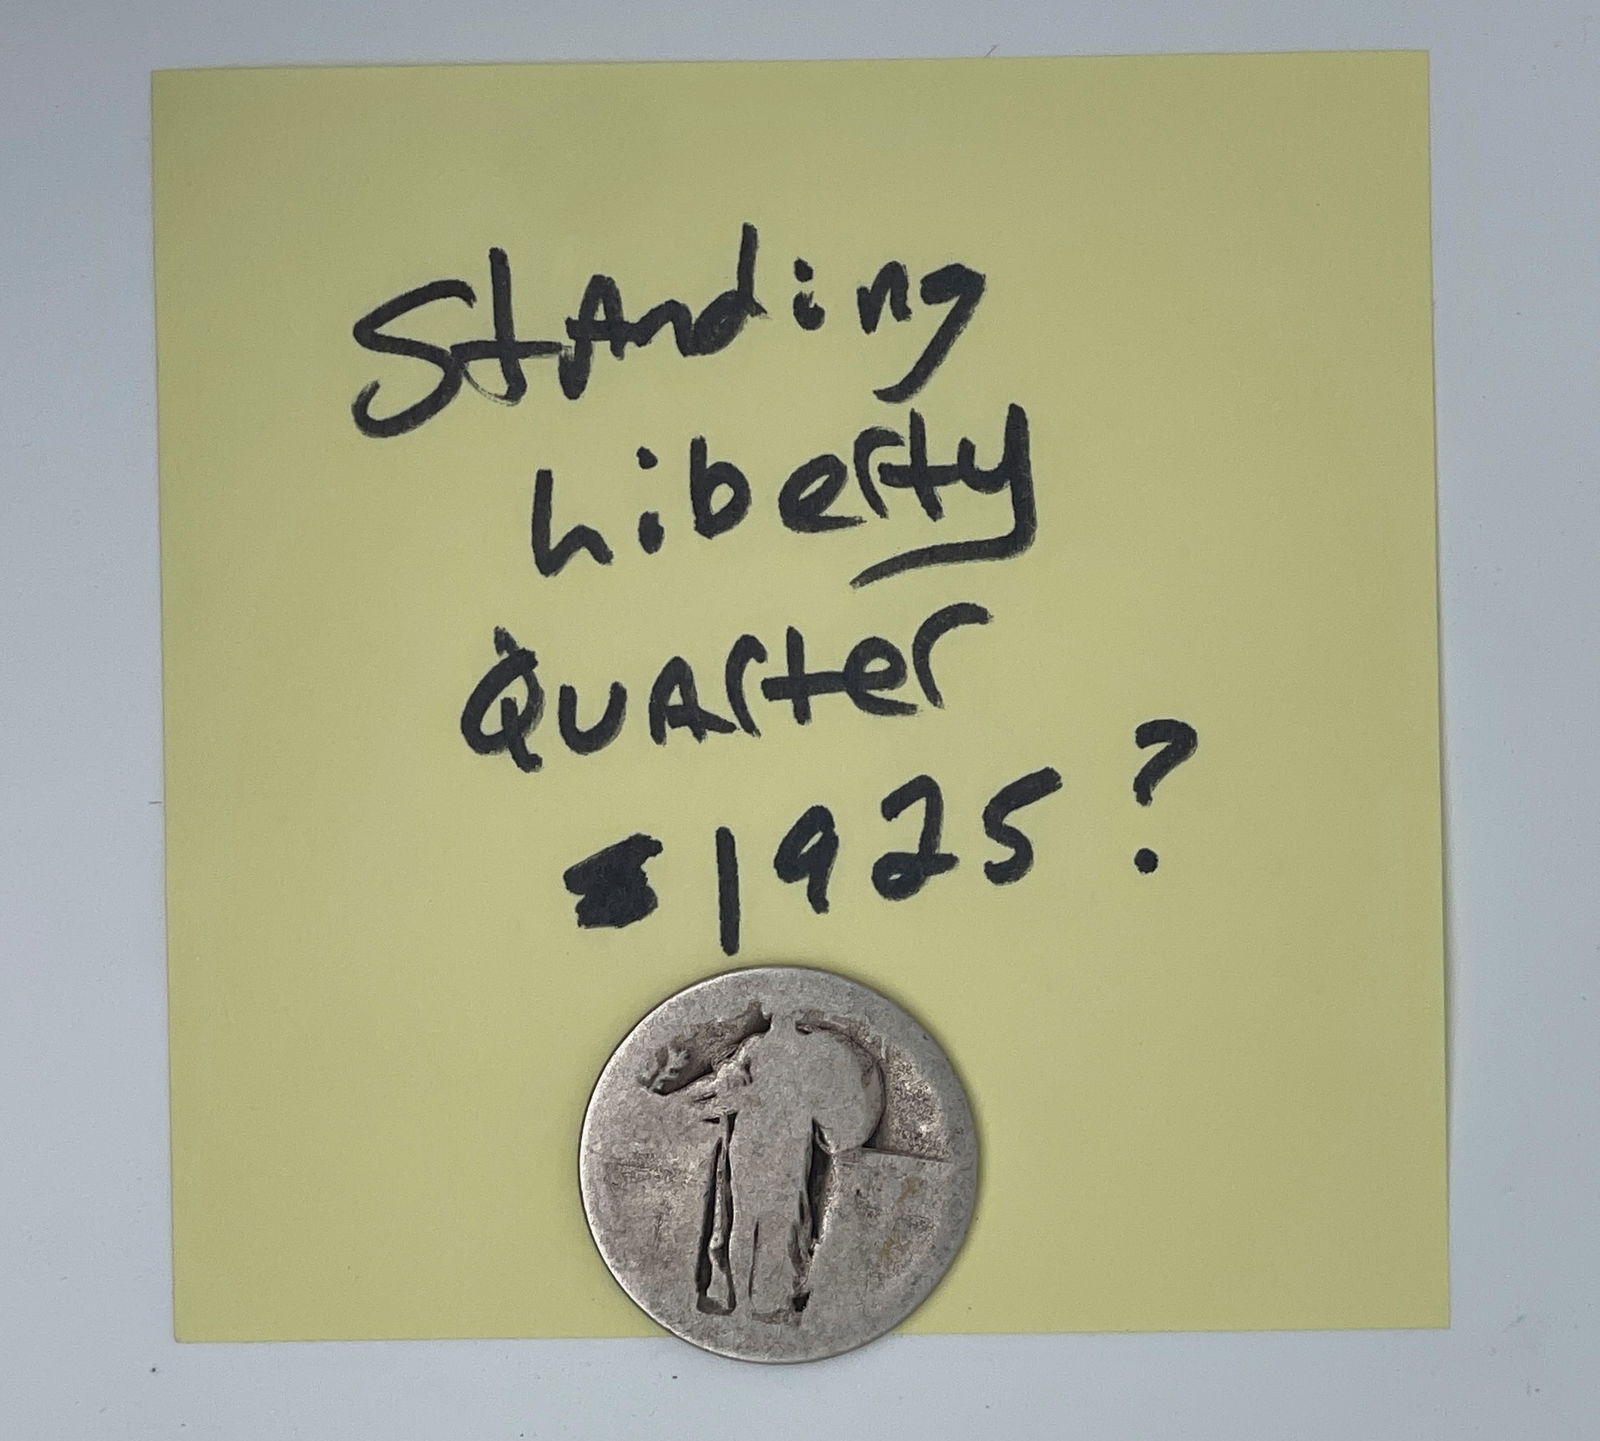 Standing
Liberty
Quarter
1925?